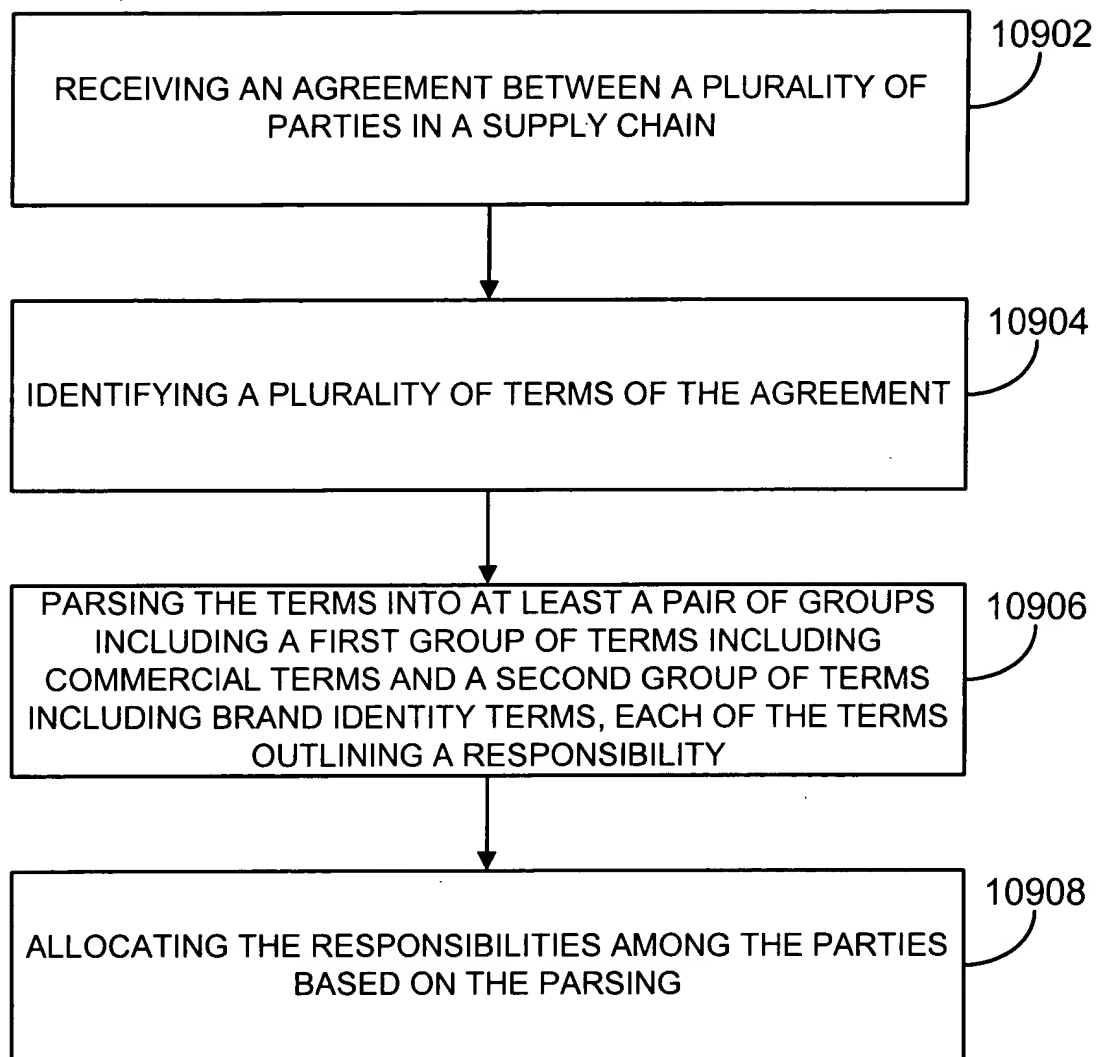 10902
RECEIVING AN AGREEMENT BETWEEN A PLURALITY OF
PARTIES IN A SUPPLY CHAIN
10904
IDENTIFYING A PLURALITY OF TERMS OF THE AGREEMENT
10906
PARSING THE TERMS INTO AT LEAST A PAIR OF GROUPS
INCLUDING A FIRST GROUP OF TERMS INCLUDING
COMMERCIAL TERMS AND A SECOND GROUP OF TERMS
INCLUDING BRAND IDENTITY TERMS, EACH OF THE TERMS
OUTLINING A RESPONSIBILITY
10908
ALLOCATING THE RESPONSIBILITIES AMONG THE PARTIES
BASED ON THE PARSING